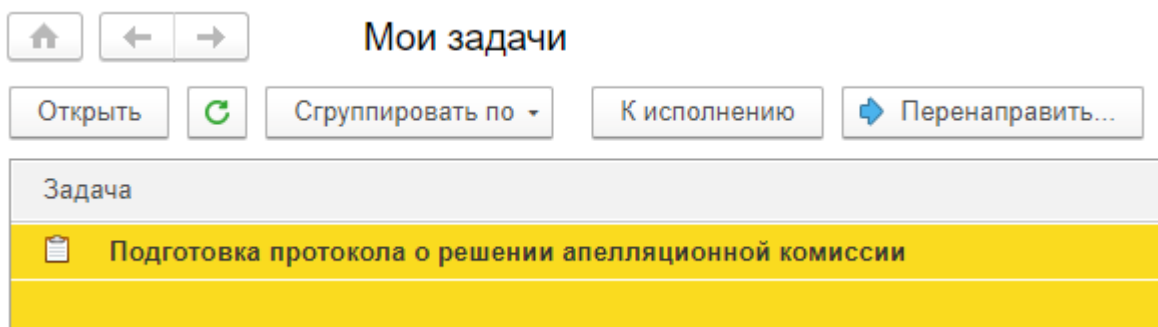 Мои задачи
Открыть Сгруппировать по К исполнению Перенаправить...
Задача
Подготовка протокола о решении апелляционной комиссии